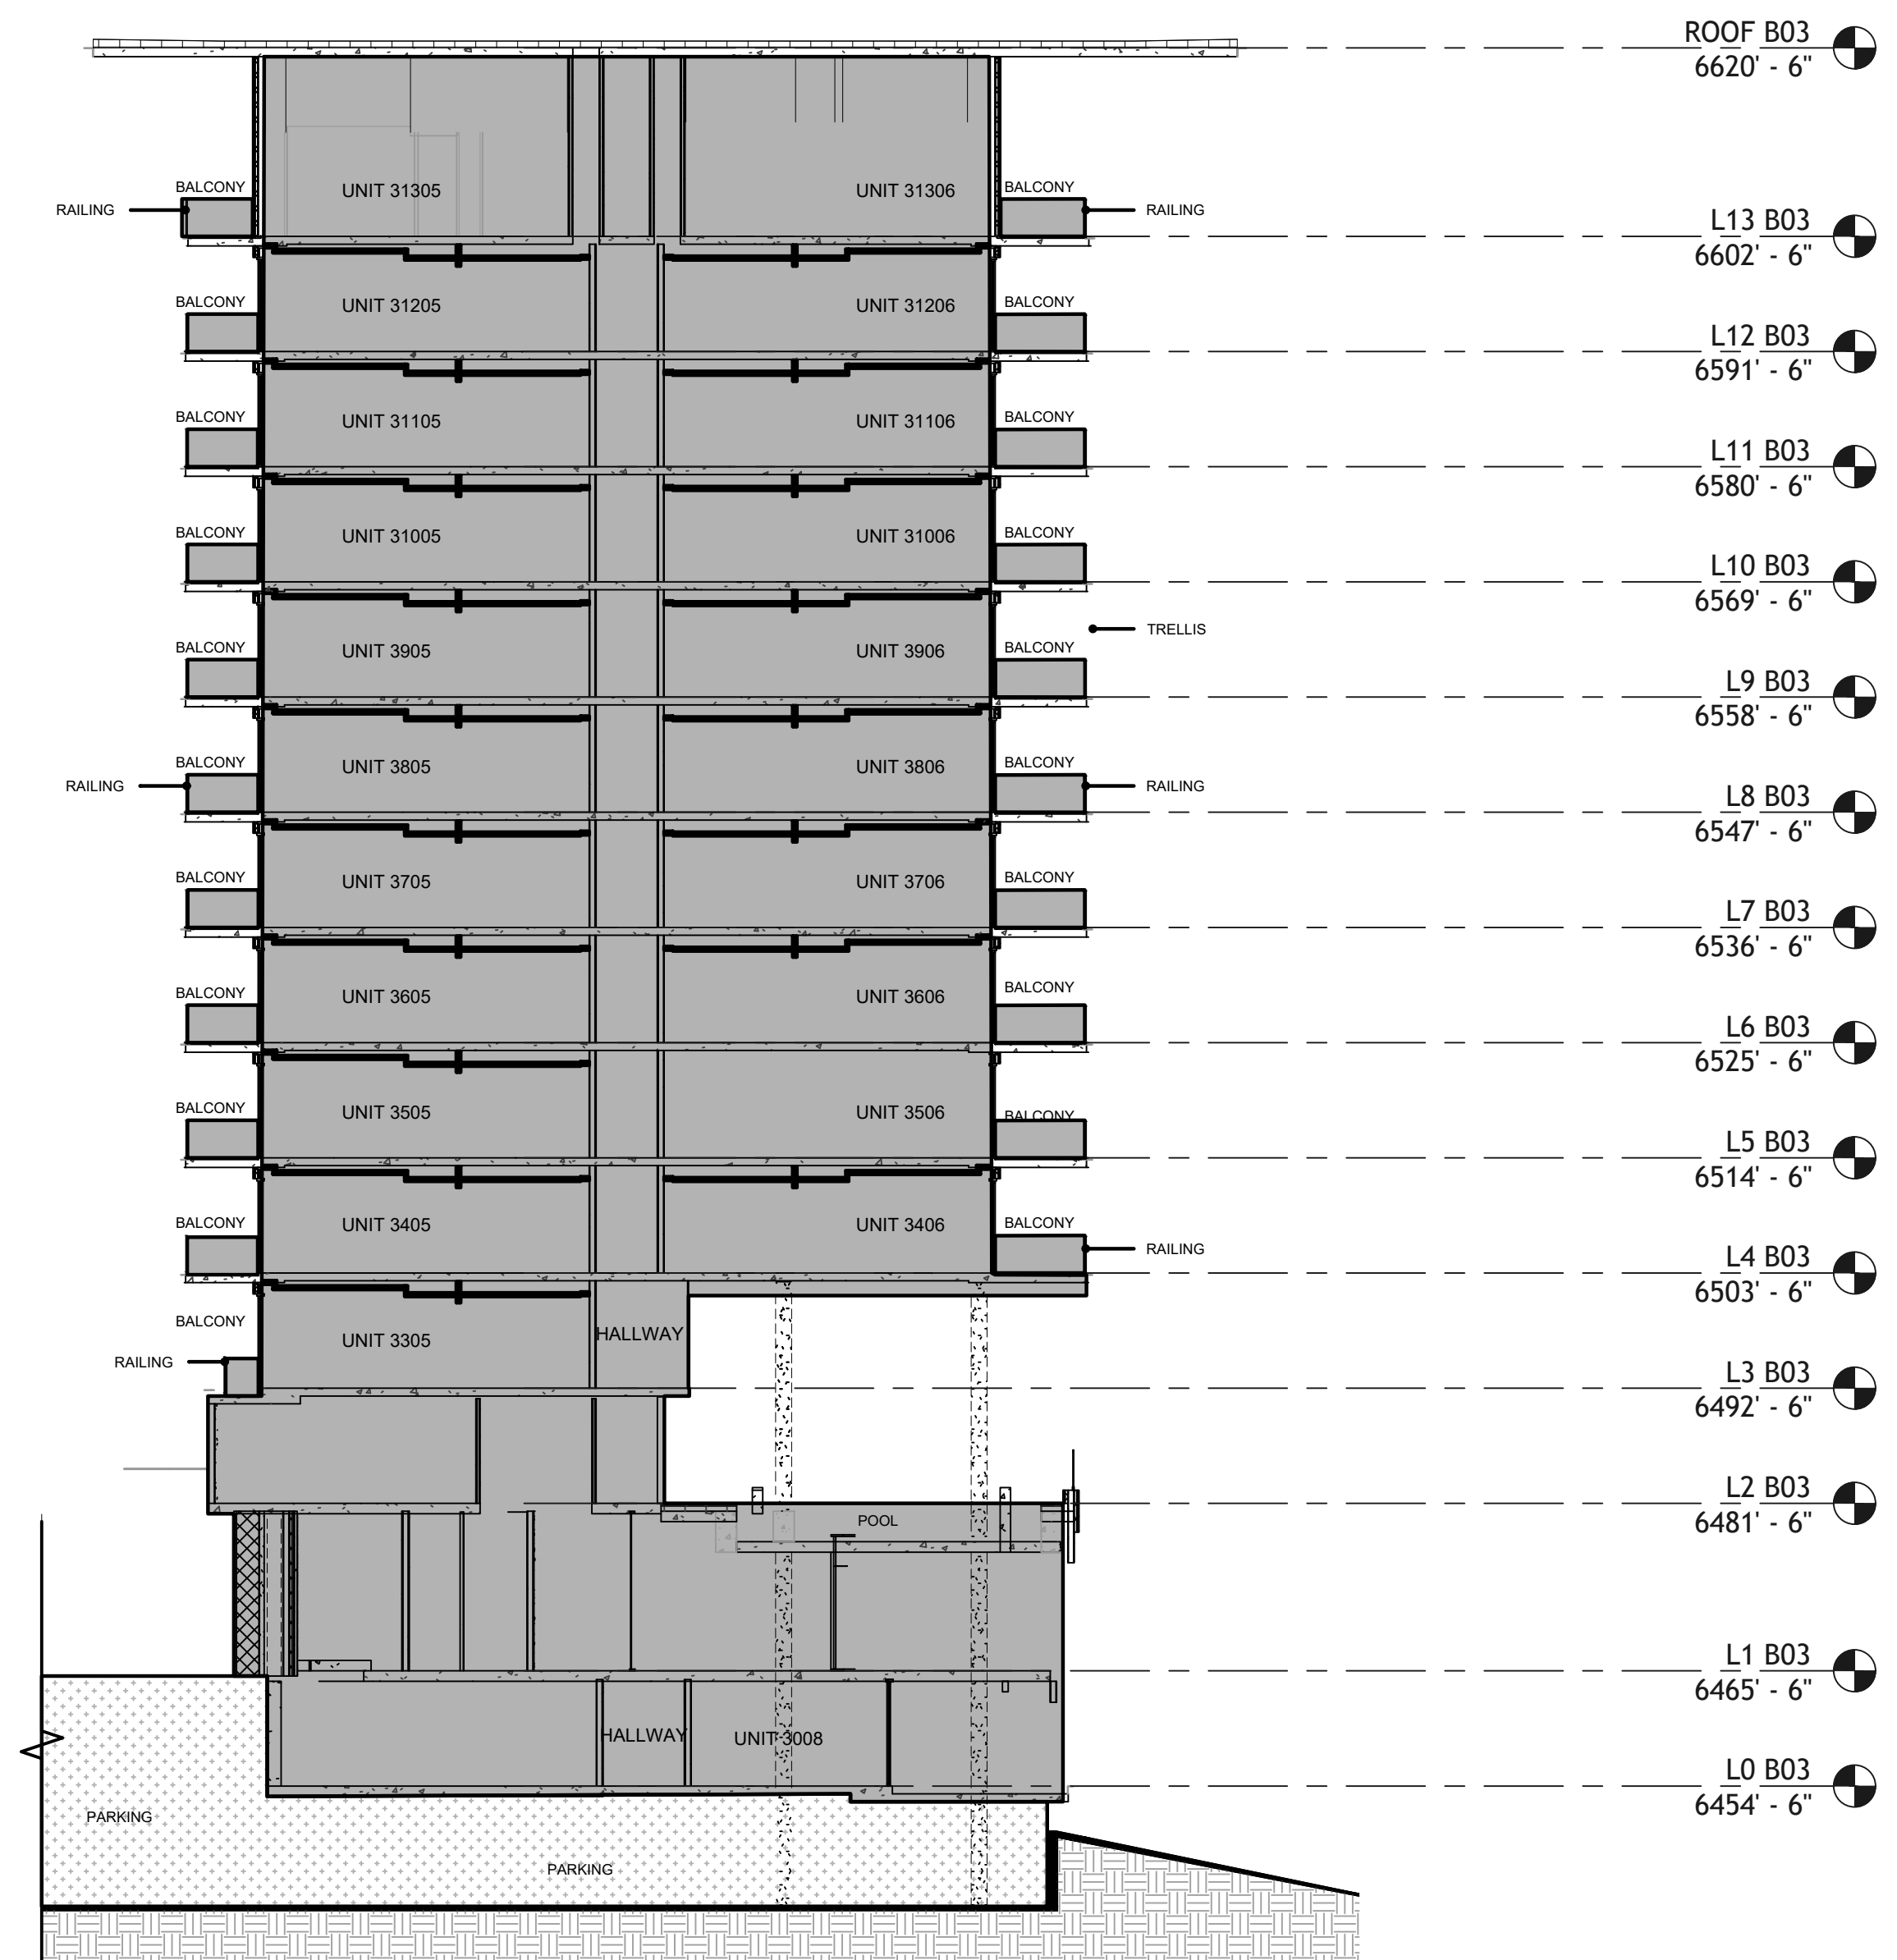 ROOF B03
6620' - 6"
BALCONY
UNIT 31305
UNIT 31306
BALCONY
RAILING
RAILING
L13 B03
6602' - 6"
BALCONY
UNIT 31205
UNIT 31206
BALCONY
L12 B03
6591' - 6"
BALCONY
UNIT 31105
UNIT 31106
BALCONY
L11 B03
6580' - 6"
BALCONY
UNIT 31005
UNIT 31006
BALCONY
L10 B03
6569' - 6"
TRELLIS
BALCONY
UNIT 3905
UNIT 3906
BALCONY
L9 B03
6558' - 6"
BALCONY
UNIT 3805
UNIT 3806
BALCONY
RAILING
RAILING
L8 B03
6547' - 6"
BALCONY
UNIT 3705
UNIT 3706
BALCONY
L7 B03
6536' - 6"
BALCONY
UNIT 3605
UNIT 3606
BALCONY
L6 B03
6525' - 6"
BALCONY
UNIT 3505
UNIT 3506
BALCONY
L5 B03
6514' - 6"
BALCONY
UNIT 3405
UNIT 3406
BALCONY
RAILING
L4 B03
6503' - 6"
BALCONY
UNIT 3305
HALLWAY
RAILING
L3 B03
6492' - 6"
L2 B03
6481' - 6"
POOL
L1 B03
6465' - 6"
HALLWAY
UNIT 3008
L0 B03
6454' - 6"
PARKING
PARKING